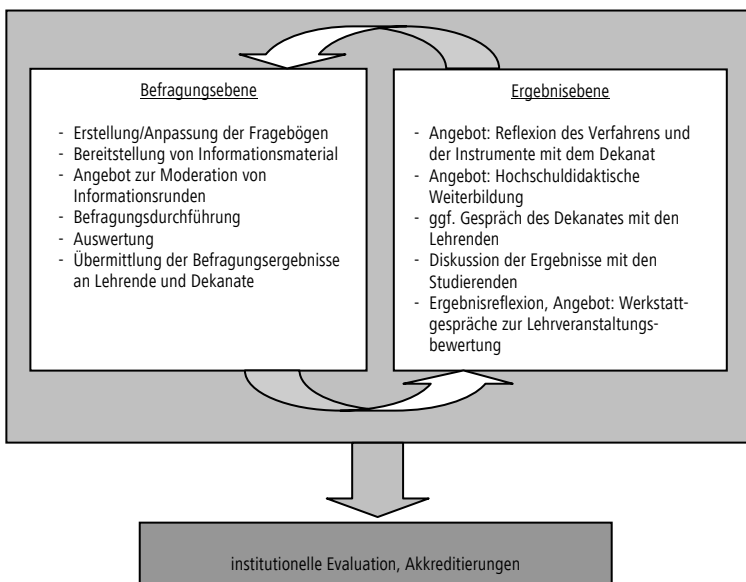 Befragungsebene
- Erstellung/Anpassung der Fragebögen
- Bereitstellung von Informationsmaterial
- Angebot zur Moderation von
Informationsrunden
- Befragungsdurchführung
- Auswertung
- Übermittlung der Befragungsergebnisse
an Lehrende und Dekanate
Ergebnisebene
- Angebot: Reflexion des Verfahrens und
der Instrumente mit dem Dekanat
- Angebot: Hochschuldidaktische
Weiterbildung
- ggf. Gespräch des Dekanates mit den
Lehrenden
- Diskussion der Ergebnisse mit den
Studierenden
- Ergebnisreflexion, Angebot: Werkstatt-
gespräche zur Lehrveranstaltungs-
bewertung
institutionelle Evaluation, Akkreditierungen